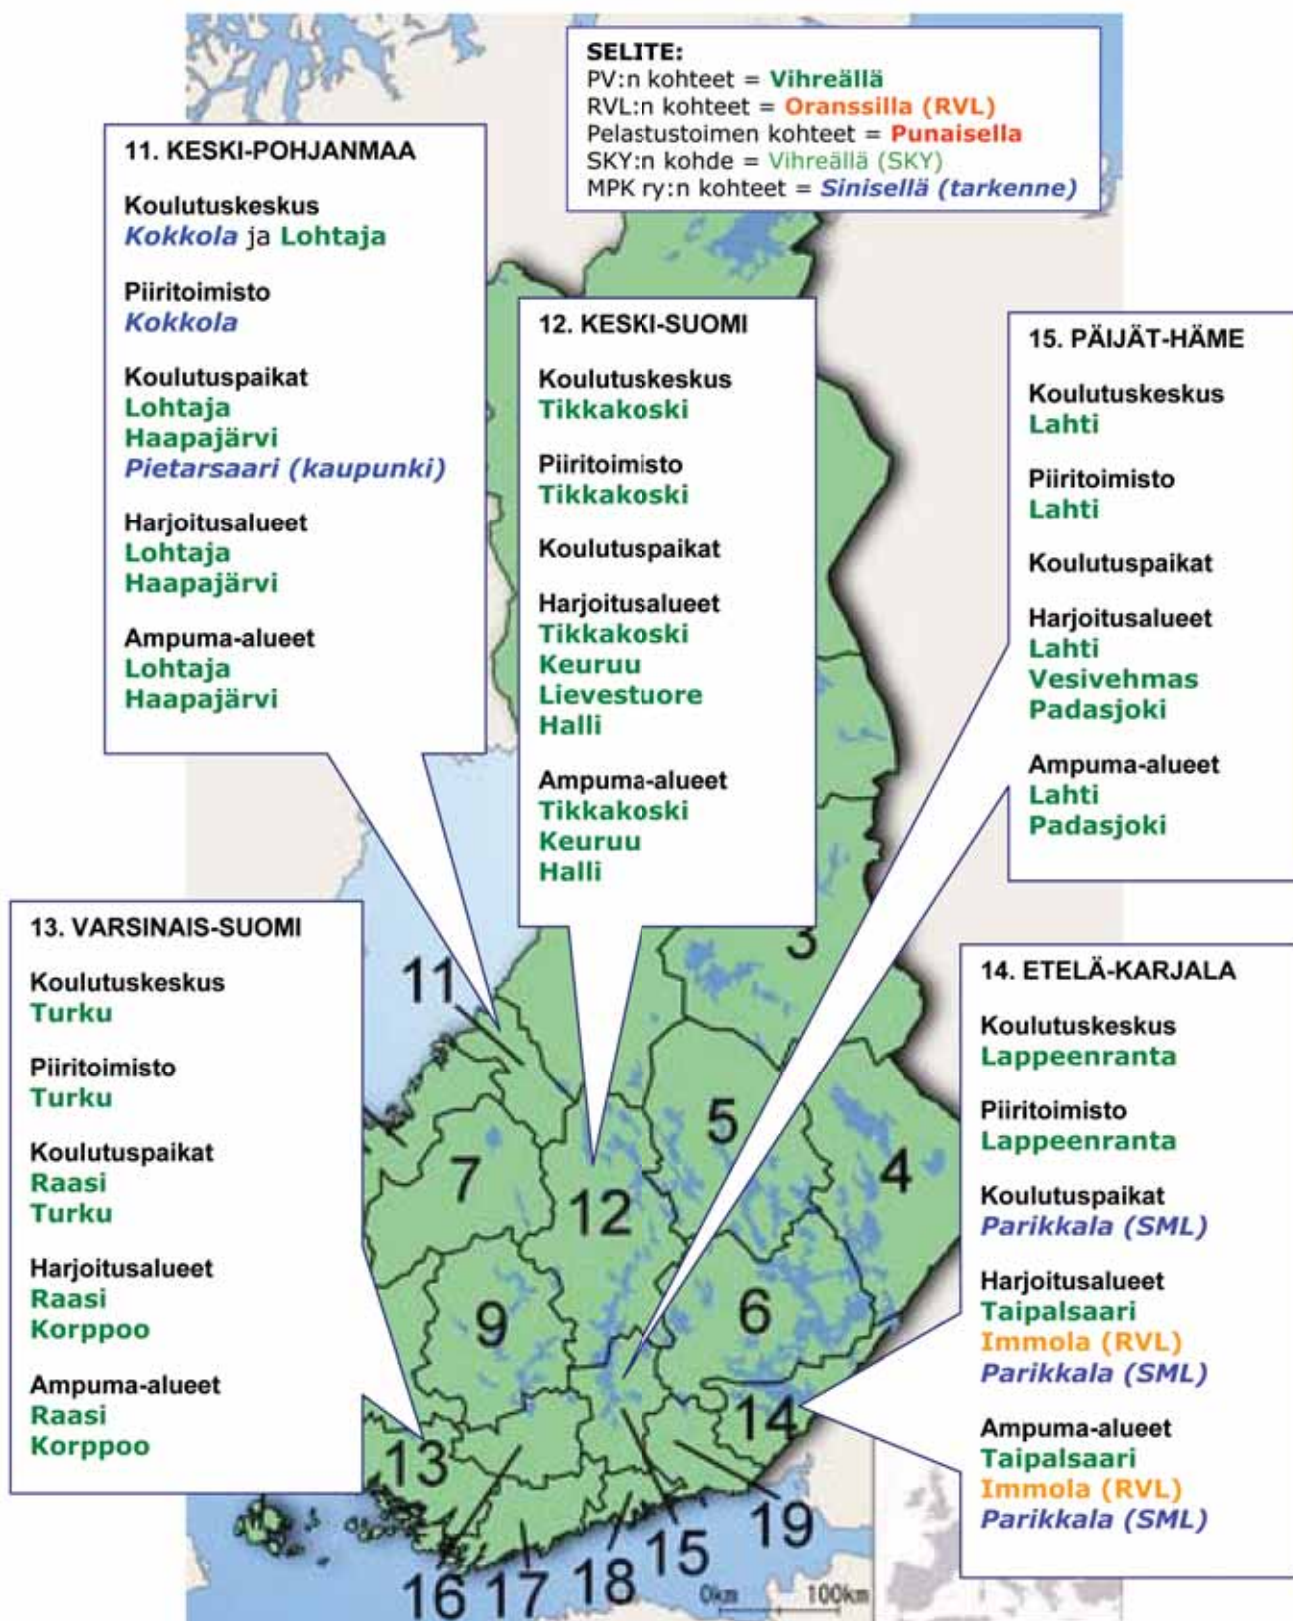 SELITE:
PV:n kohteet = Vihreällä
RVL:n kohteet = Oranssilla (RVL)
Pelastustoimen kohteet = Punaisella
SKY:n kohde = Vihreällä (SKY)
MPK ry:n kohteet = Sinisellä (tarkenne)
11. KESKI-POHJANMAA
Koulutuskeskus
Kokkola ja Lohtaja
Piiritoimisto
Kokkola
Koulutuspaikat
Lohtaja
Haapajärvi
Pietarsaari (kaupunki)
Harjoitusalueet
Lohtaja
Haapajärvi
Ampuma-alueet
Lohtaja
Haapajärvi
12. KESKI-SUOMI
Koulutuskeskus
Tikkakoski
Piiritoimisto
Tikkakoski
Koulutuspaikat
Harjoitusalueet
Tikkakoski
Keuruu
Lievestuore
Halli
Ampuma-alueet
Tikkakoski
Keuruu
Halli
15. PÄIJÄT-HÄME
Koulutuskeskus
Lahti
Piiritoimisto
Lahti
Koulutuspaikat
Harjoitusalueet
Lahti
Vesivehmas
Padasjoki
Ampuma-alueet
Lahti
Padasjoki
13. VARSINAIS-SUOMI
Koulutuskeskus
Turku
Piiritoimisto
Turku
Koulutuspaikat
Raasi
Turku
Harjoitusalueet
Raasi
Korppoo
Ampuma-alueet
Raasi
Korppoo
14. ETELÄ-KARJALA
Koulutuskeskus
Lappeenranta
Piiritoimisto
Lappeenranta
Koulutuspaikat
Parikkala (SML)
Harjoitusalueet
Taipalsaari
Immola (RVL)
Parikkala (SML)
Ampuma-alueet
Taipalsaari
Immola (RVL)
Parikkala (SML)
3
11
5
7
12
4
9
6
14
13
19
15
16
17
18
0km
100km